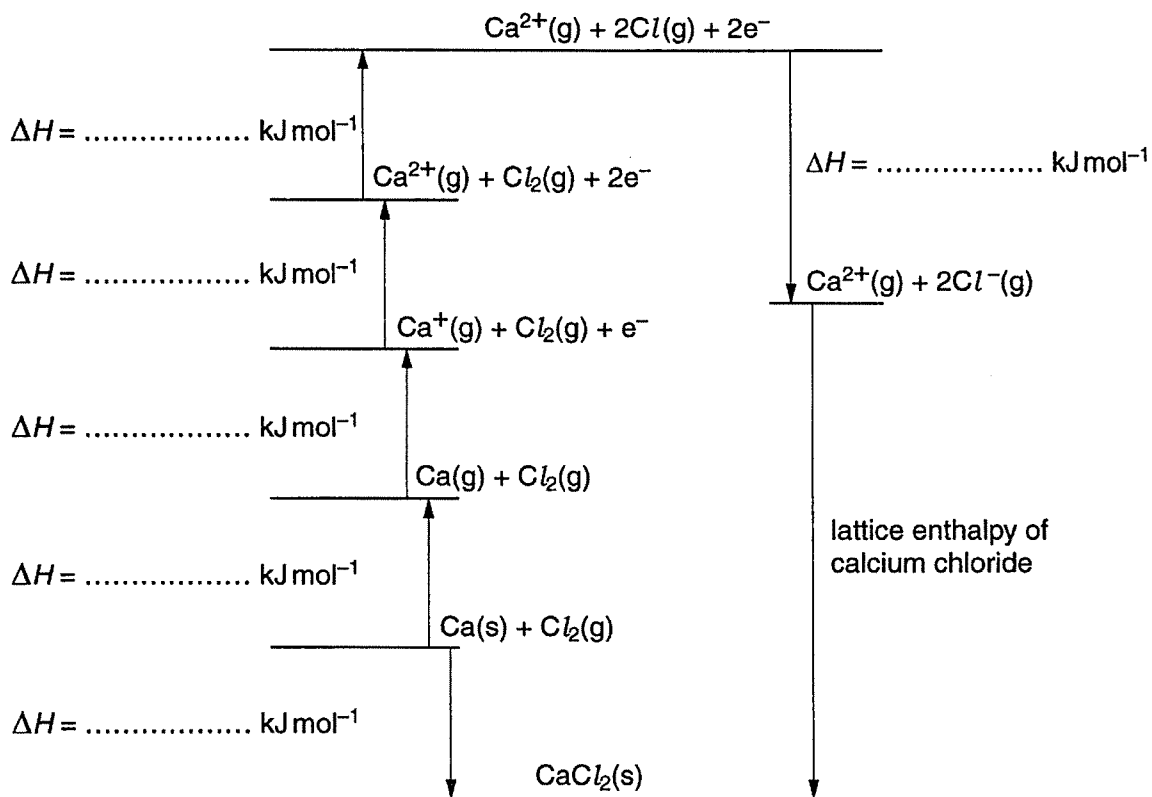 Ca²⁺(g) + 2Cl(g) + 2e⁻
ΔH = .................. kJ mol⁻¹
ΔH = .................. kJ mol⁻¹
Ca²⁺(g) + Cl₂(g) + 2e⁻
ΔH = .................. kJ mol⁻¹
Ca²⁺(g) + 2Cl⁻(g)
Ca⁺(g) + Cl₂(g) + e⁻
ΔH = .................. kJ mol⁻¹
Ca(g) + Cl₂(g)
lattice enthalpy of
calcium chloride
ΔH = .................. kJ mol⁻¹
Ca(s) + Cl₂(g)
ΔH = .................. kJ mol⁻¹
CaCl₂(s)